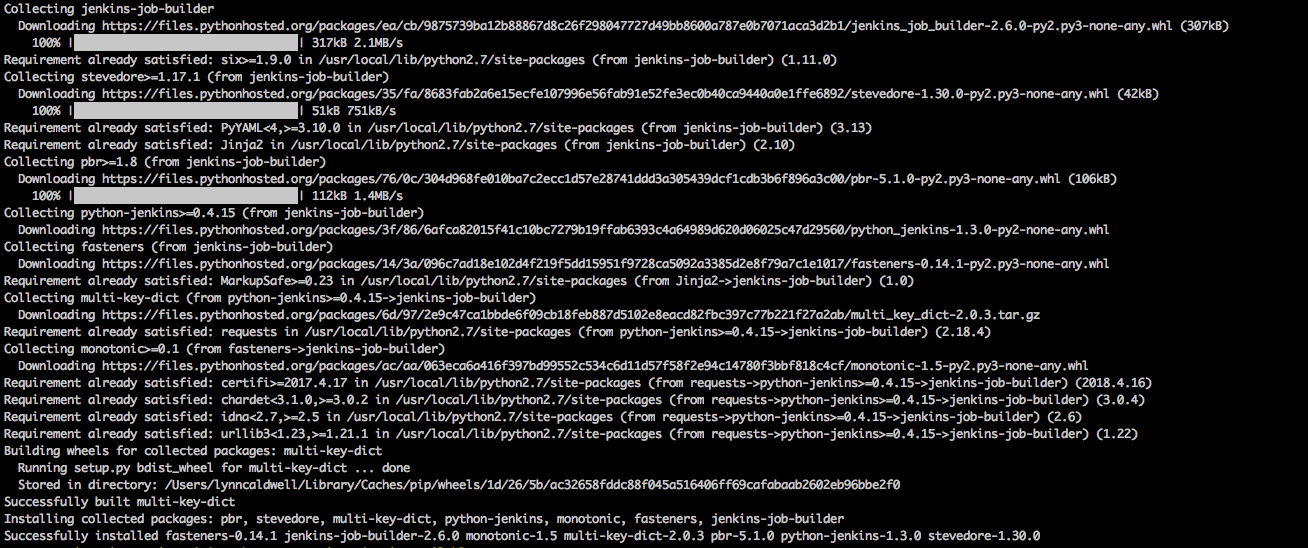 Collecting jenkins-job-builder
Downloading https://files.pythonhosted.org/packages/ea/cb/9875739ba12b88867d8c26f298047727d49bb8600a787e0b7071aca3d2b1/jenkins_job_builder-2.6.0-py2.py3-none-any.whl (307kB)
100% | | 317kB 2.1MB/s
Requirement already satisfied: six>=1.9.0 in /usr/local/lib/python2.7/site-packages (from jenkins-job-builder) (1.11.0)
Collecting stevedore>=1.17.1 (from jenkins-job-builder)
Downloading https://files.pythonhosted.org/packages/35/fa/8683fab2a6e15ecfe107996e56fab91e52fe3ec0b40ca9440a0e1ffe6892/stevedore-1.30.0-py2.py3-none-any.whl (42kB)
100% | | 51kB 751kB/s
Requirement already satisfied: PyYAML<4,>=3.10.0 in /usr/local/lib/python2.7/site-packages (from jenkins-job-builder) (3.13)
Requirement already satisfied: Jinja2 in /usr/local/lib/python2.7/site-packages (from jenkins-job-builder) (2.10)
Collecting pbr>=1.8 (from jenkins-job-builder)
Downloading https://files.pythonhosted.org/packages/76/0c/304d968fe010ba7c2ecc1d57e28741ddd3a305439dcf1cdb3b6f896a3c00/pbr-5.1.0-py2.py3-none-any.whl (106kB)
100% | | 112kB 1.4MB/s
Collecting python-jenkins>=0.4.15 (from jenkins-job-builder)
Downloading https://files.pythonhosted.org/packages/3f/86/6afca82015f41c10bc7279b19ffab6393c4a64989d620d06025c47d29560/python_jenkins-1.3.0-py2-none-any.whl
Collecting fasteners (from jenkins-job-builder)
Downloading https://files.pythonhosted.org/packages/14/3a/096c7ad18e102d4f219f5dd15951f9728ca5092a3385d2e8f79a7c1e1017/fasteners-0.14.1-py2.py3-none-any.whl
Requirement already satisfied: MarkupSafe>=0.23 in /usr/local/lib/python2.7/site-packages (from Jinja2->jenkins-job-builder) (1.0)
Collecting multi-key-dict (from python-jenkins>=0.4.15->jenkins-job-builder)
Downloading https://files.pythonhosted.org/packages/6d/97/2e9c47ca1bbde6f09cb18feb887d5102e8eacd82fbc397c77b221f27a2ab/multi_key_dict-2.0.3.tar.gz
Requirement already satisfied: requests in /usr/local/lib/python2.7/site-packages (from python-jenkins>=0.4.15->jenkins-job-builder) (2.18.4)
Collecting monotonic>=0.1 (from fasteners->jenkins-job-builder)
Downloading https://files.pythonhosted.org/packages/ac/aa/063eca6a416f397bd99552c534c6d11d57f58f2e94c14780f3bbf818c4cf/monotonic-1.5-py2.py3-none-any.whl
Requirement already satisfied: certifi>=2017.4.17 in /usr/local/lib/python2.7/site-packages (from requests->python-jenkins>=0.4.15->jenkins-job-builder) (2018.4.16)
Requirement already satisfied: chardet<3.1.0,>=3.0.2 in /usr/local/lib/python2.7/site-packages (from requests->python-jenkins>=0.4.15->jenkins-job-builder) (3.0.4)
Requirement already satisfied: idna<2.7,>=2.5 in /usr/local/lib/python2.7/site-packages (from requests->python-jenkins>=0.4.15->jenkins-job-builder) (2.6)
Requirement already satisfied: urllib3<1.23,>=1.21.1 in /usr/local/lib/python2.7/site-packages (from requests->python-jenkins>=0.4.15->jenkins-job-builder) (1.22)
Building wheels for collected packages: multi-key-dict
Running setup.py bdist_wheel for multi-key-dict ... done
Stored in directory: /Users/lynncaldwell/Library/Caches/pip/wheels/1d/26/5b/ac32658fddc88f045a516406ff69cafabaab2602eb96bbe2f0
Successfully built multi-key-dict
Installing collected packages: pbr, stevedore, multi-key-dict, python-jenkins, monotonic, fasteners, jenkins-job-builder
Successfully installed fasteners-0.14.1 jenkins-job-builder-2.6.0 monotonic-1.5 multi-key-dict-2.0.3 pbr-5.1.0 python-jenkins-1.3.0 stevedore-1.30.0